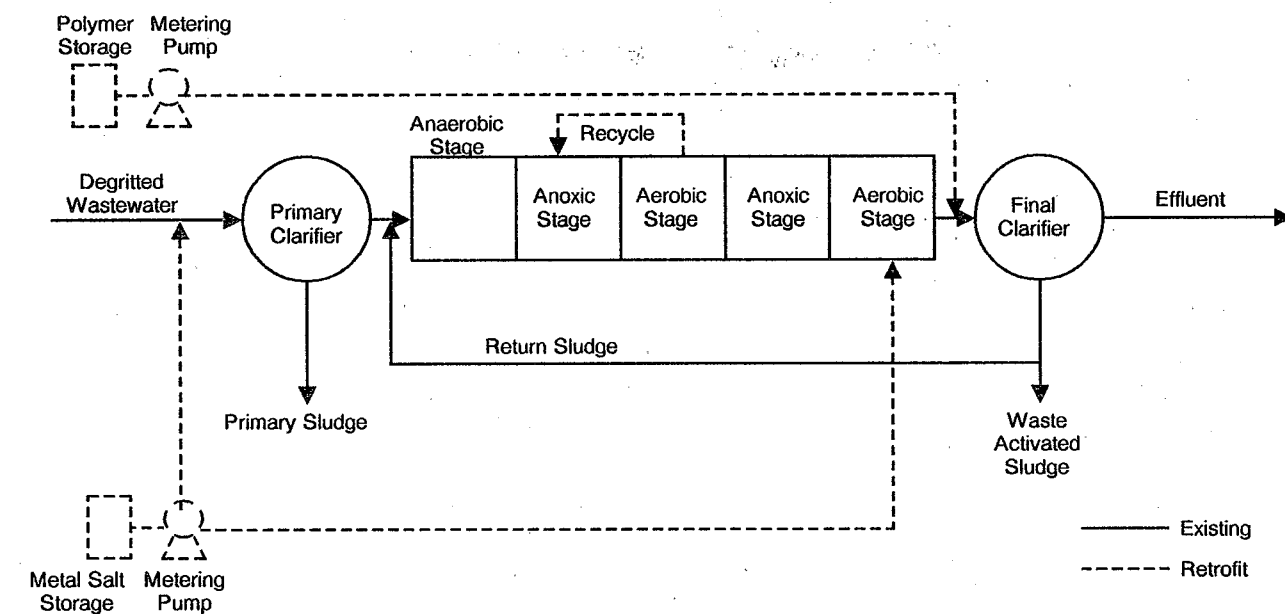 Polymer
Storage
Metering
Pump
Anaerobic
Stage
Recycle
Degritted
Wastewater
Primary
Clarifier
Anoxic
Stage
Aerobic
Stage
Anoxic
Stage
Aerobic
Stage
Final
Clarifier
Effluent
Return Sludge
Primary Sludge
Waste
Activated
Sludge
Metal Salt
Storage
Metering
Pump
Existing
Retrofit